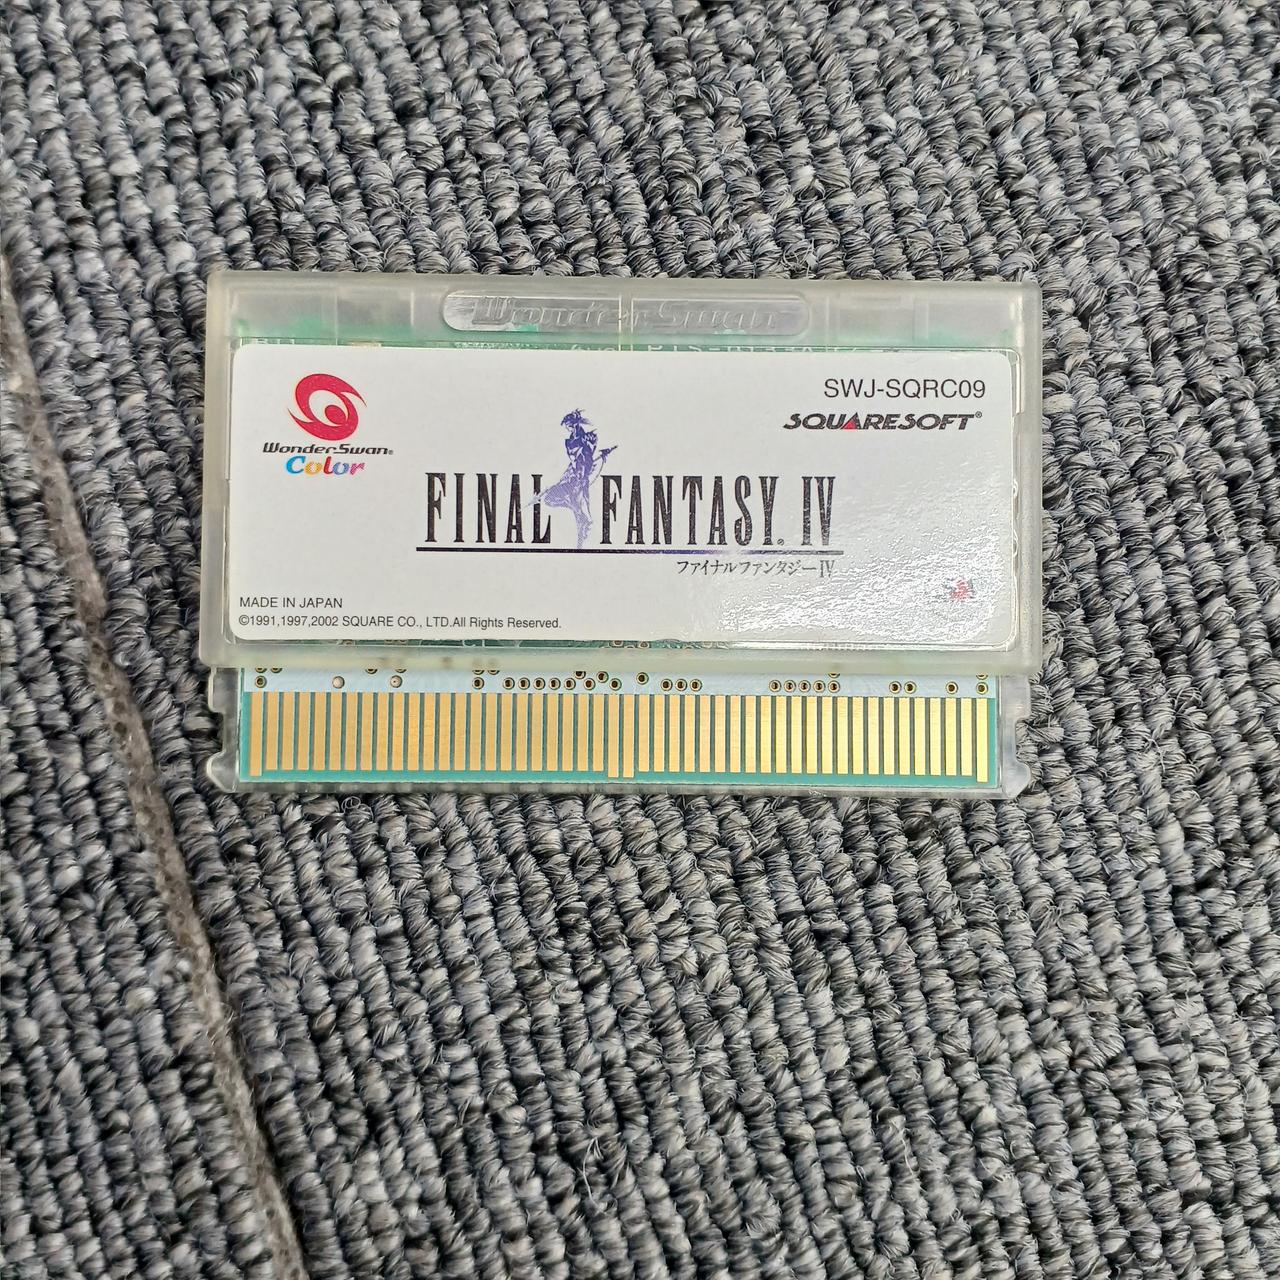 WonderSwan
SWJ-SQRC09
SQUARESOFT®
WonderSwan®
Color
FINAL FANTASY® IV
ファイナルファンタジーIV
MADE IN JAPAN
©1991,1997,2002 SQUARE CO., LTD.All Rights Reserved.